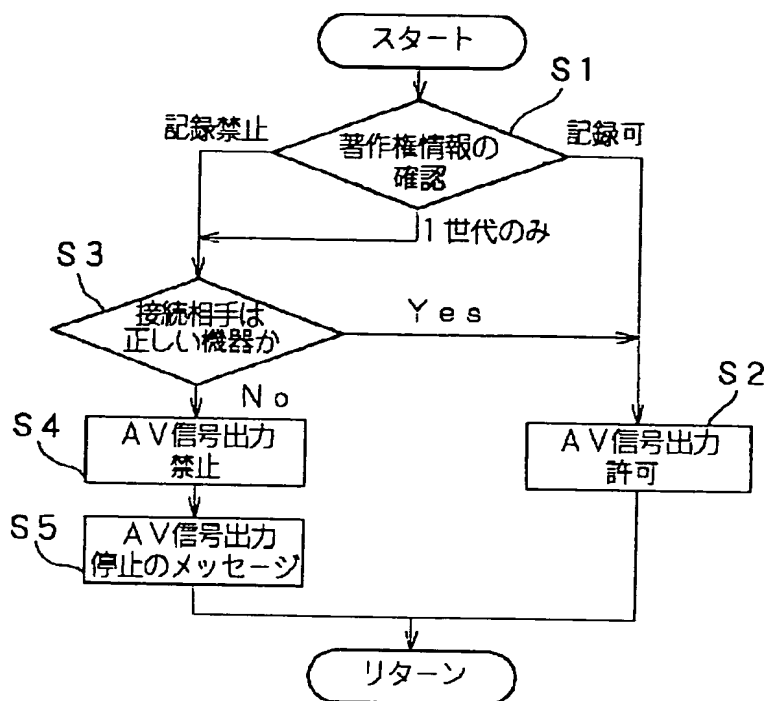 スタート
S1
記録禁止
記録可
著作権情報の
確認
1世代のみ
S3
接続相手は
正しい機器か
Yes
No
S2
S4
AV信号出力
禁止
AV信号出力
許可
S5
AV信号出力
停止のメッセージ
リターン